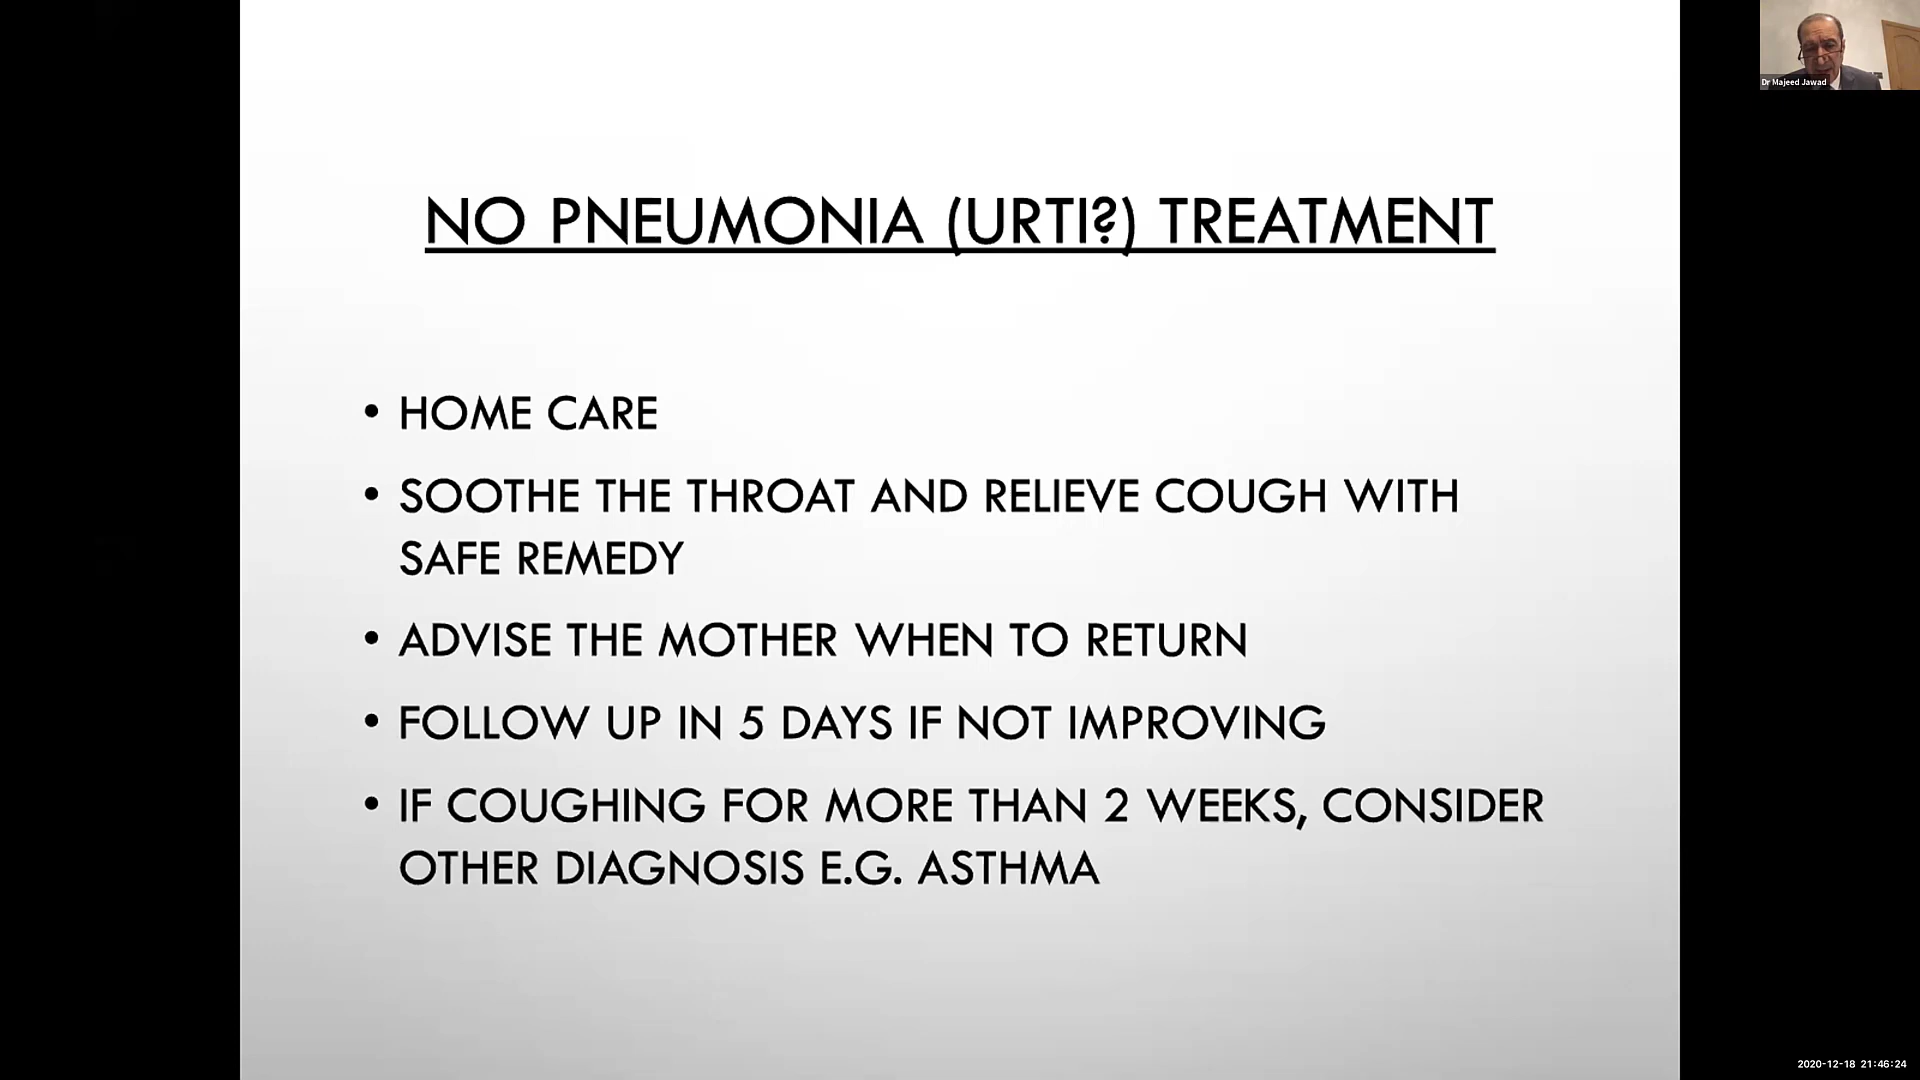 Dr Majeed Jawad
NO PNEUMONIA (URTI?) TREATMENT
• HOME CARE
• SOOTHE THE THROAT AND RELIEVE COUGH WITH
SAFE REMEDY
• ADVISE THE MOTHER WHEN TO RETURN
• FOLLOW UP IN 5 DAYS IF NOT IMPROVING
• IF COUGHING FOR MORE THAN 2 WEEKS, CONSIDER
OTHER DIAGNOSIS E.G. ASTHMA
2020-12-18 21:46:24